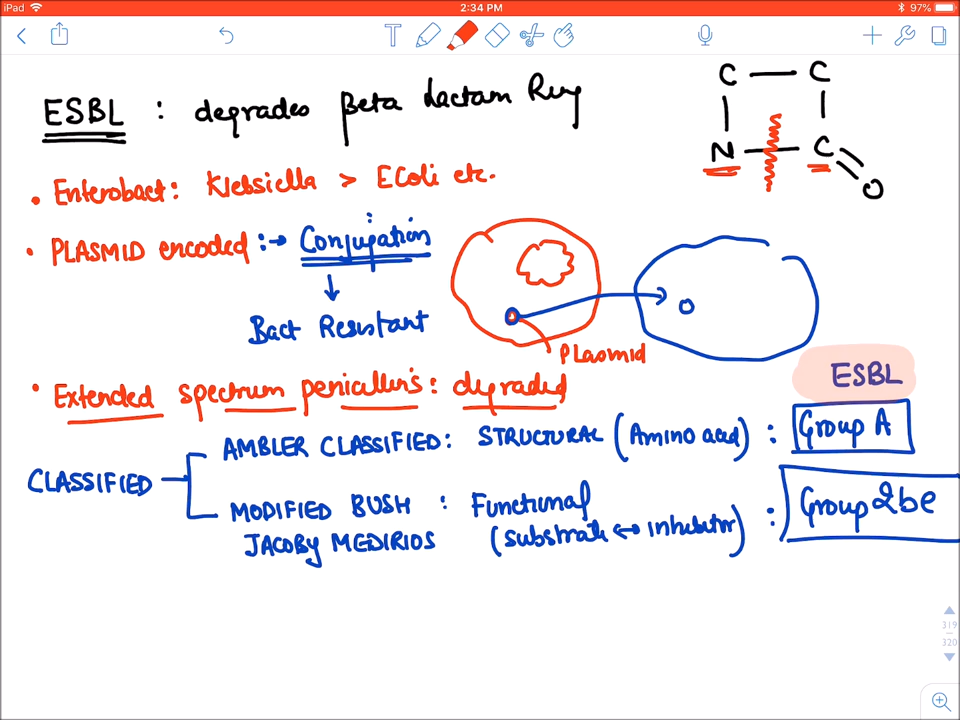 iPad 2:34 PM 97%
T
ESBL : degrades Beta Lactam Ring
C — C
N — C
O
• Enterobact: Klebsiella > EColi etc.
• PLASMID encoded :→ Conjugation
Bact Resistant
Plasmid
• Extended spectrum penicillins: degraded
ESBL
CLASSIFIED
AMBLER CLASSIFIED: STRUCTURAL (Amino acid) : Group A
MODIFIED BUSH : Functional : Group 2be
JACOBY MEDIRIOS (substrate ↔ inhibitor)
319
320